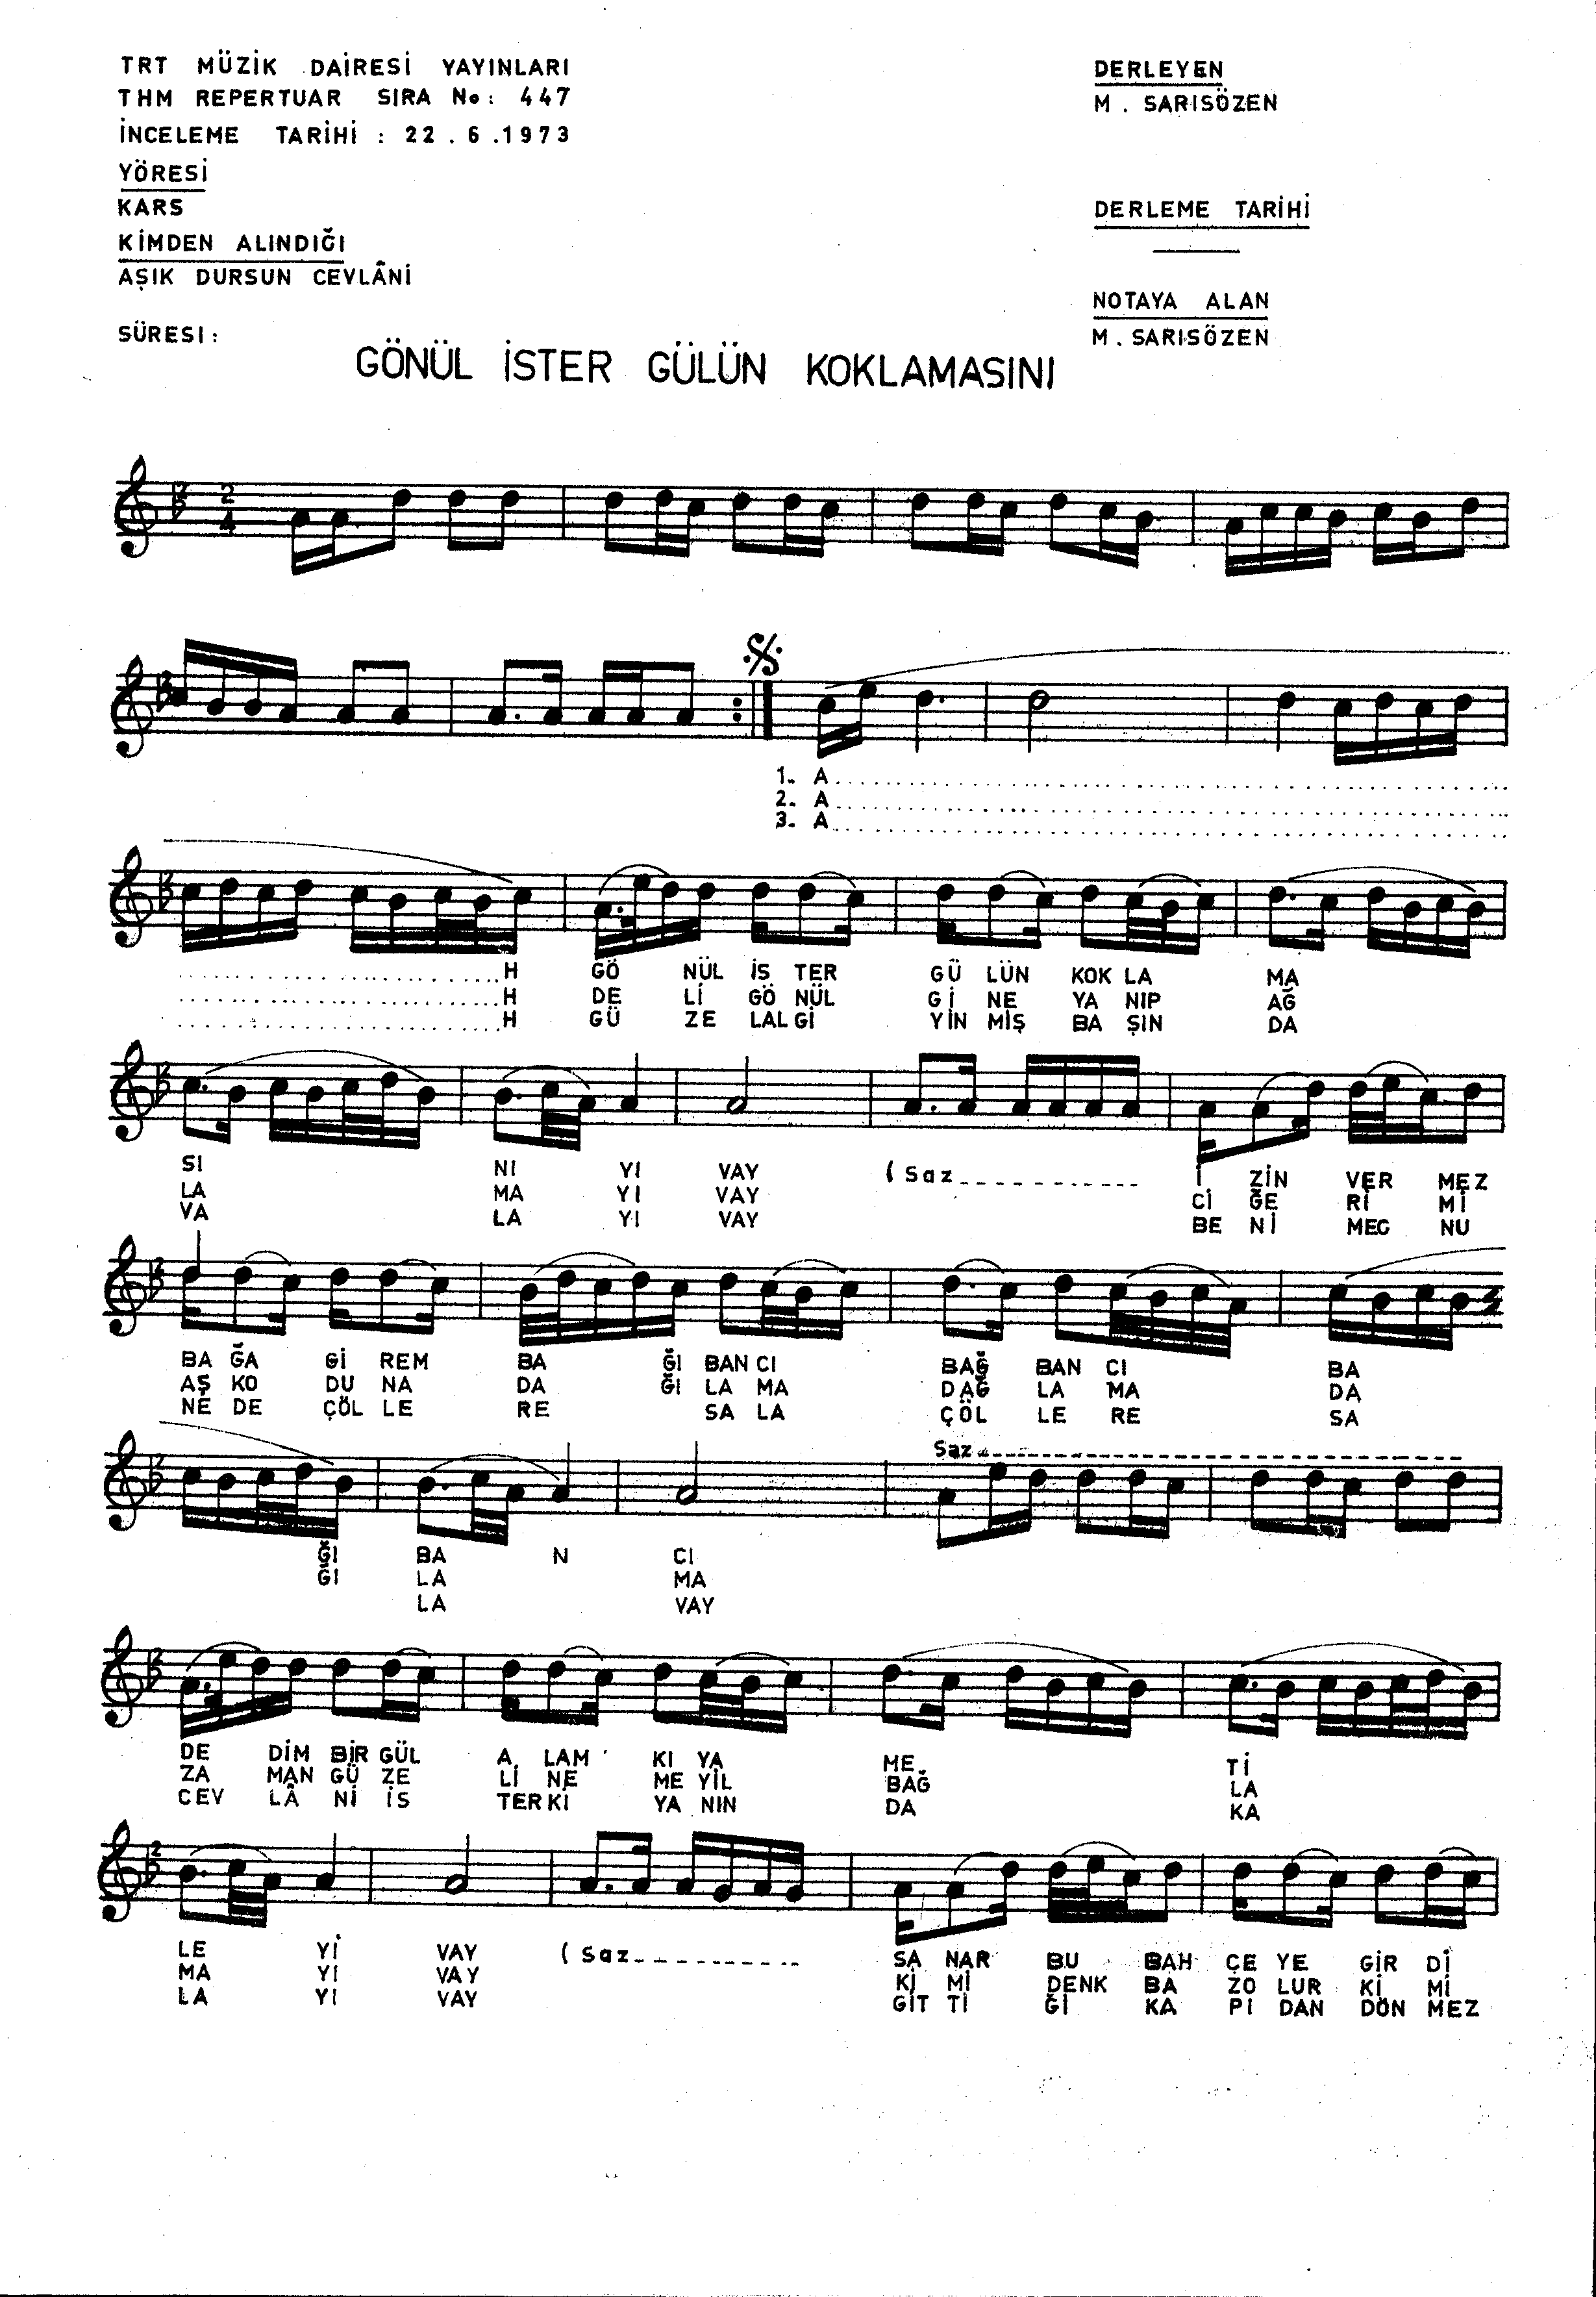 TRT MÜZİK DAİRESİ YAYINLARI
THM REPERTUAR SIRA No: 447
İNCELEME TARİHİ : 22.6.1973
YÖRESİ
KARS
KİMDEN ALINDIĞI
AŞIK DURSUN CEVLÂNİ
SÜRESI:
DERLEYEN
M. SARISÖZEN
DERLEME TARİHİ
NOTAYA ALAN
M. SARISÖZEN
GÖNÜL İSTER GÜLÜN KOKLAMASINI
2
4
1. A
2. A
3. A
H GÖ NÜL İS TER GÜ LÜN KOK LA MA
H DE Lİ GÖ NÜL Gİ NE YA NIP AĞ
H GÜ ZE LAL Gİ YİN MİŞ BA ŞIN DA
SI NI YI VAY (Saz İ ZİN VER MEZ
LA MA YI VAY Cİ ĞE Rİ Mİ
VA LA YI VAY BE Nİ MEC NU
BA ĞA Gİ REM BA ĞI BAN CI BAĞ BAN CI BA
AŞ KO DU NA DA ĞI LA MA DAĞ LA MA DA
NE DE ÇÖL LE RE SA LA ÇÖL LE RE SA
Saz
ĞI BA N CI
ĞI LA MA
LA VAY
DE DİM BİR GÜL A LAM KI YA ME Tİ
ZA MAN GÜ ZE Lİ NE ME YİL BAĞ LA
CEV LÂ Nİ İS TER Kİ YA NIN DA KA
LE Yİ VAY (Saz SA NAR BU BAH ÇE YE GİR Dİ
MA YI VAY Kİ Mİ DENK BA ZO LUR Kİ Mİ
LA YI VAY GİT Tİ Ğİ KA PI DAN DÖN MEZ